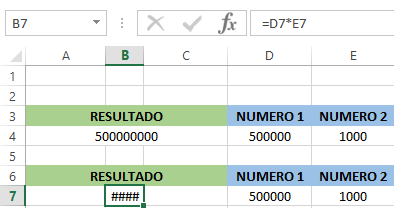 B7 =D7*E7
A B C D E
1
2
3 RESULTADO NUMERO 1 NUMERO 2
4 500000000 500000 1000
5
6 RESULTADO NUMERO 1 NUMERO 2
7 #### 500000 1000